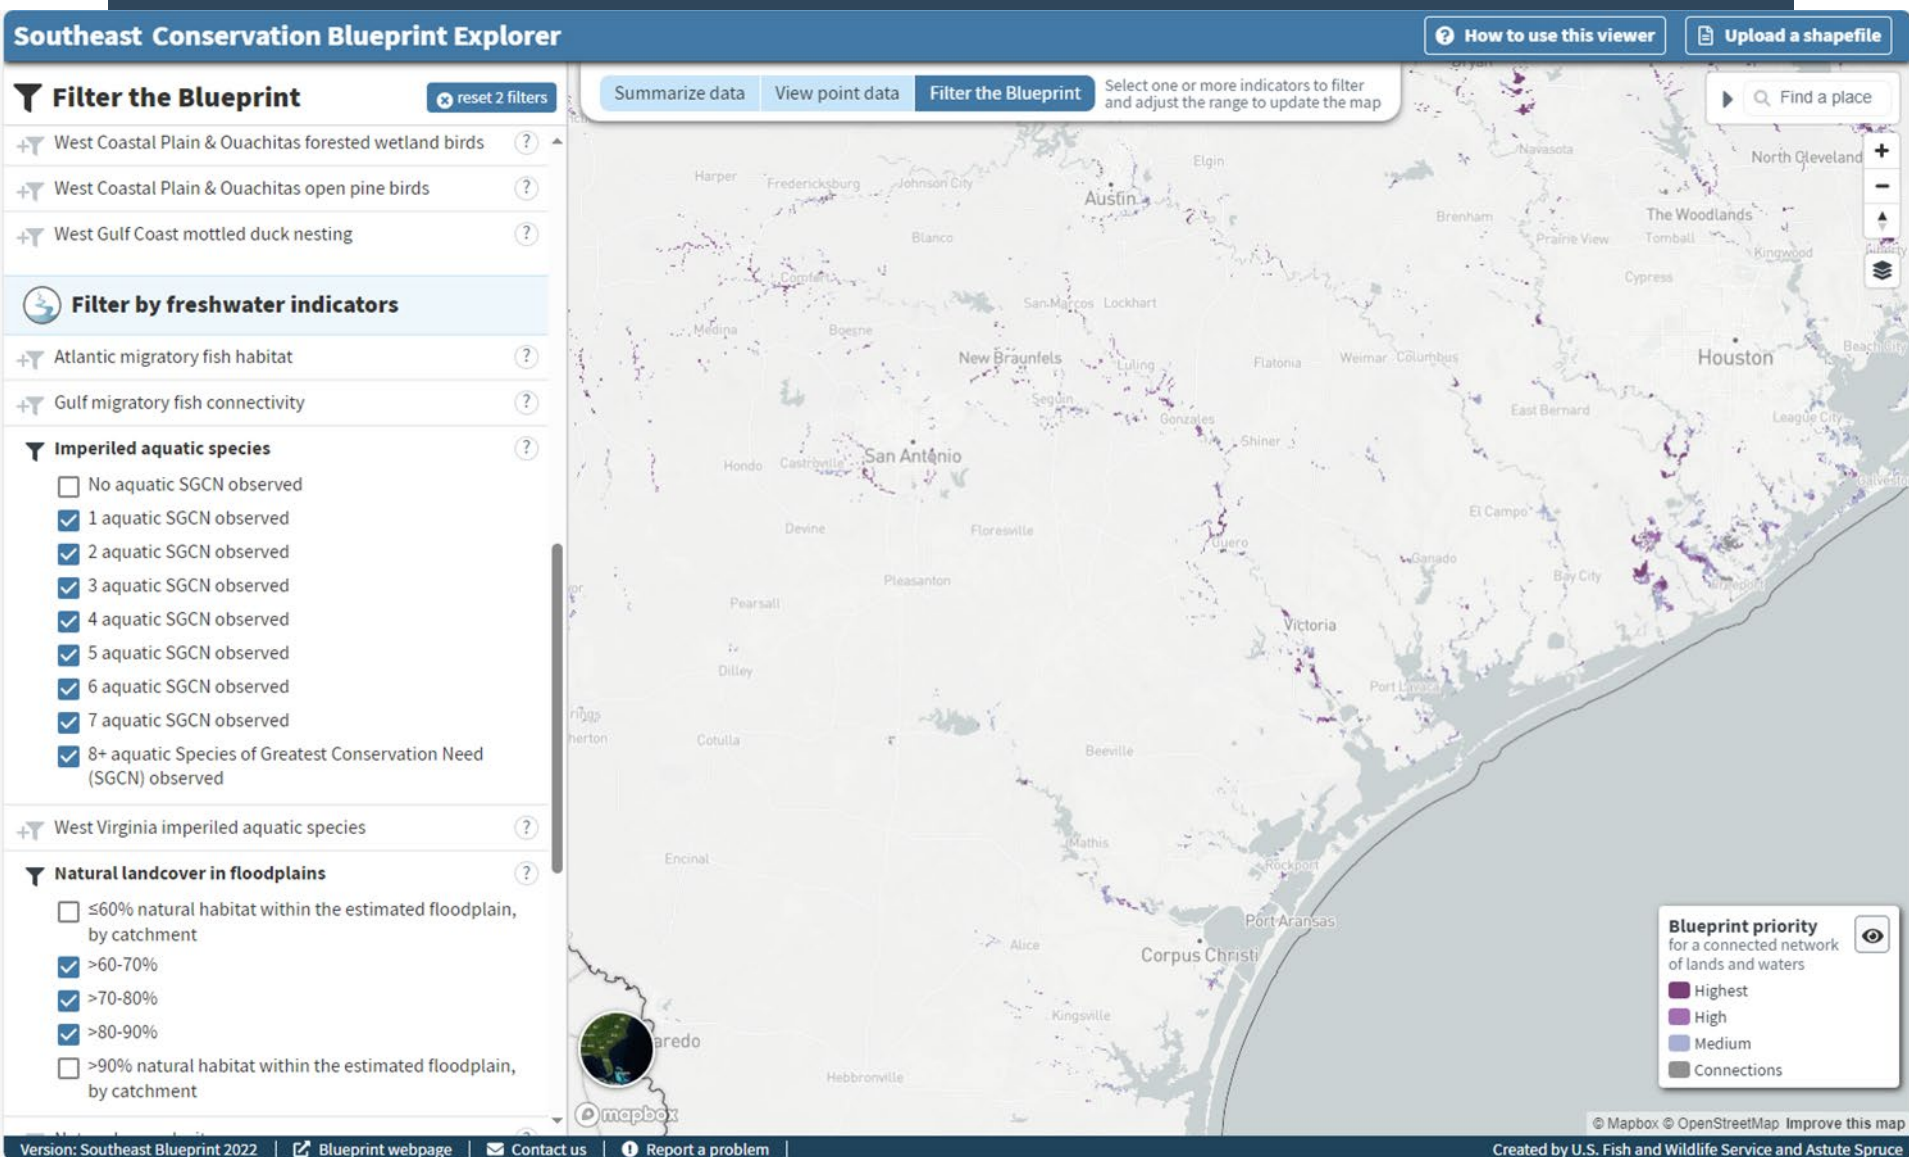 Southeast Conservation Blueprint Explorer
How to use this viewer
Upload a shapefile
Filter the Blueprint
reset 2 filters
West Coastal Plain & Ouachitas forested wetland birds
?
West Coastal Plain & Ouachitas open pine birds
?
West Gulf Coast mottled duck nesting
?
Filter by freshwater indicators
Atlantic migratory fish habitat
?
Gulf migratory fish connectivity
?
Imperiled aquatic species
?
No aquatic SGCN observed
1 aquatic SGCN observed
2 aquatic SGCN observed
3 aquatic SGCN observed
4 aquatic SGCN observed
5 aquatic SGCN observed
6 aquatic SGCN observed
7 aquatic SGCN observed
8+ aquatic Species of Greatest Conservation Need
(SGCN) observed
West Virginia imperiled aquatic species
?
Natural landcover in floodplains
?
≤60% natural habitat within the estimated floodplain,
by catchment
>60-70%
>70-80%
>80-90%
>90% natural habitat within the estimated floodplain,
by catchment
Summarize data
View point data
Filter the Blueprint
Select one or more indicators to filter
and adjust the range to update the map
Find a place
Bryan
Navasota
North Cleveland
Elgin
Harper
Fredericksburg
Johnson City
Austin
Brenham
The Woodlands
Blanco
Prairie View
Tomball
Kingwood
Comfort
Cypress
San Marcos
Lockhart
Medina
Boerne
New Braunfels
Luling
Flatonia
Weimar
Columbus
Houston
Beach City
Seguin
Gonzales
East Bernard
League City
Shiner
San Antonio
Hondo
Castroville
El Campo
Devine
Floresville
Cuero
Ganado
Bay City
Pleasanton
Pearsall
Victoria
Dilley
Port Lavaca
Freeport
Galvesto
rings
herton
Cotulla
Beeville
Mathis
Encinal
Rockport
Port Aransas
Alice
Corpus Christi
Kingsville
aredo
Hebbronville
mapbox
Blueprint priority
for a connected network
of lands and waters
Highest
High
Medium
Connections
© Mapbox © OpenStreetMap Improve this map
Version: Southeast Blueprint 2022
Blueprint webpage
Contact us
Report a problem
Created by U.S. Fish and Wildlife Service and Astute Spruce